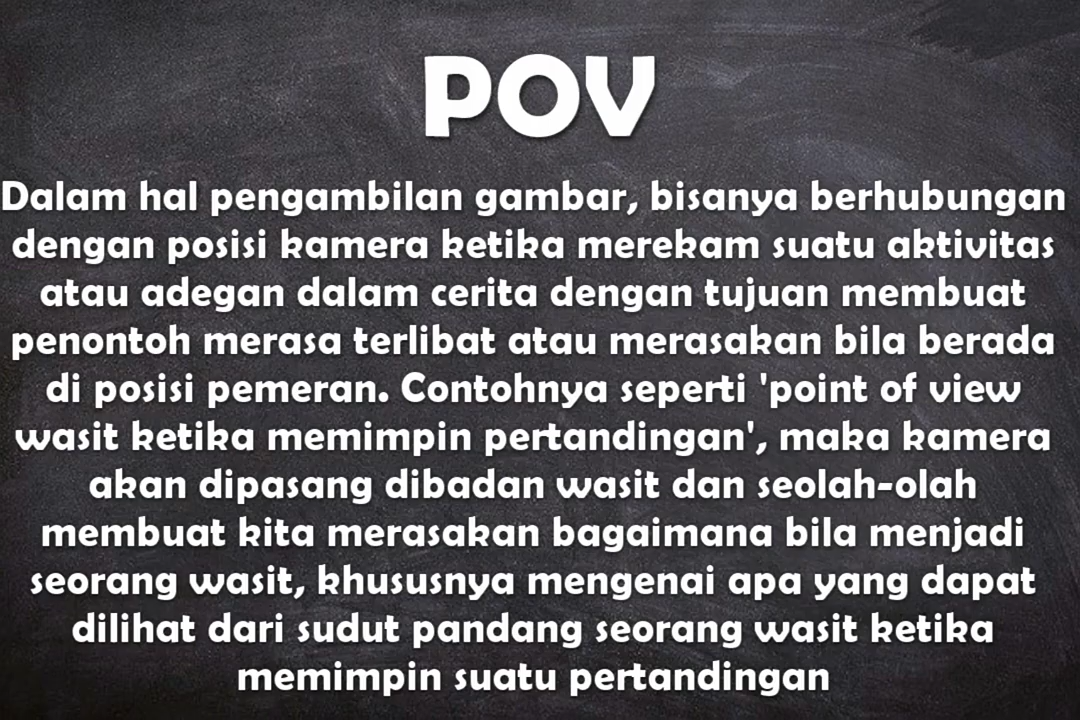 POV
Dalam hal pengambilan gambar, bisanya berhubungan
dengan posisi kamera ketika merekam suatu aktivitas
atau adegan dalam cerita dengan tujuan membuat
penontoh merasa terlibat atau merasakan bila berada
di posisi pemeran. Contohnya seperti 'point of view
wasit ketika memimpin pertandingan', maka kamera
akan dipasang dibadan wasit dan seolah-olah
membuat kita merasakan bagaimana bila menjadi
seorang wasit, khususnya mengenai apa yang dapat
dilihat dari sudut pandang seorang wasit ketika
memimpin suatu pertandingan